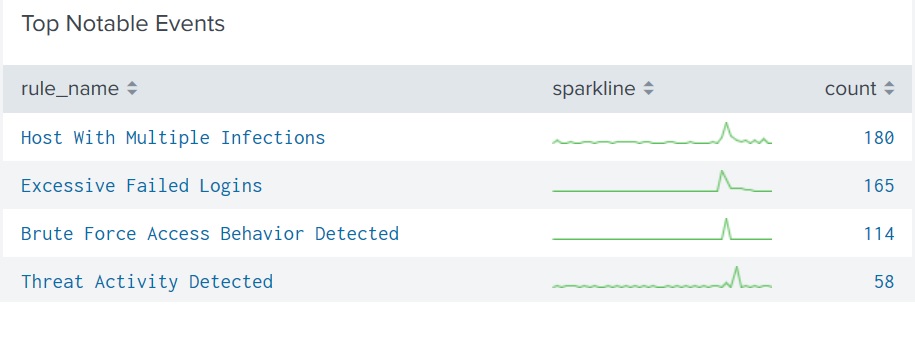 Top Notable Events
rule_name sparkline count
Host With Multiple Infections 180
Excessive Failed Logins 165
Brute Force Access Behavior Detected 114
Threat Activity Detected 58